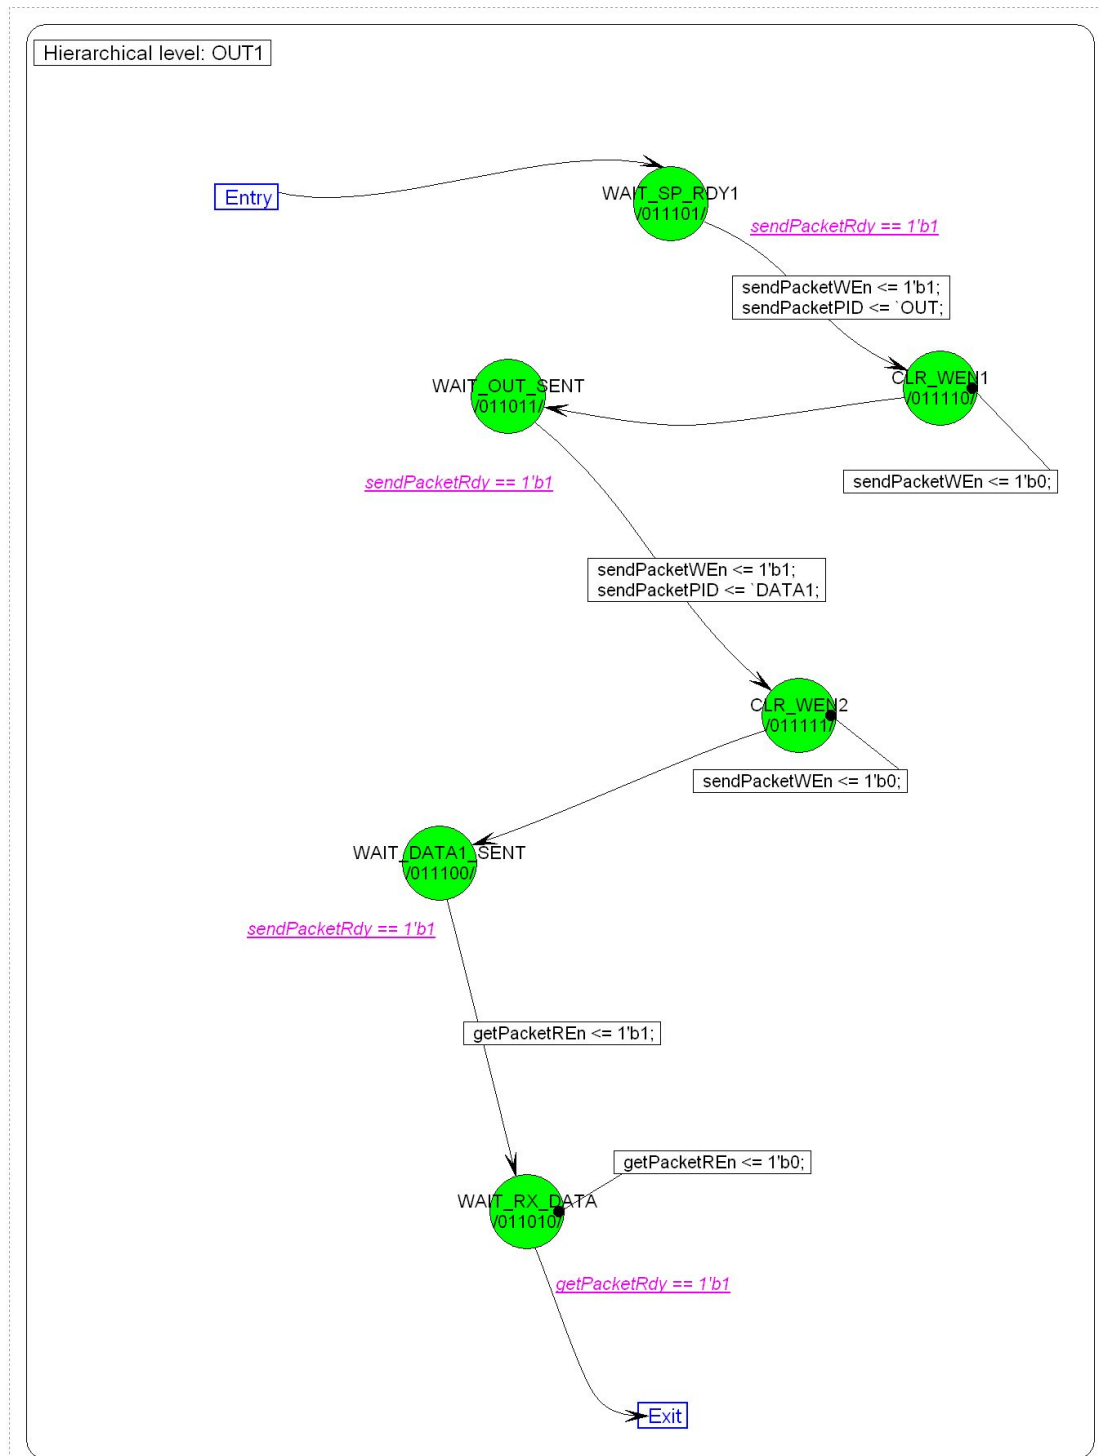 Hierarchical level: OUT1
Entry
WAIT_SP_RDY1
/011101/
sendPacketRdy == 1'b1
sendPacketWEn <= 1'b1;
sendPacketPID <= `OUT;
CLR_WEN1
/011110/
WAIT_OUT_SENT
/011011/
sendPacketRdy == 1'b1
sendPacketWEn <= 1'b0;
sendPacketWEn <= 1'b1;
sendPacketPID <= `DATA1;
CLR_WEN2
/011111/
sendPacketWEn <= 1'b0;
WAIT_DATA1_SENT
/011100/
sendPacketRdy == 1'b1
getPacketREn <= 1'b1;
getPacketREn <= 1'b0;
WAIT_RX_DATA
/011010/
getPacketRdy == 1'b1
Exit